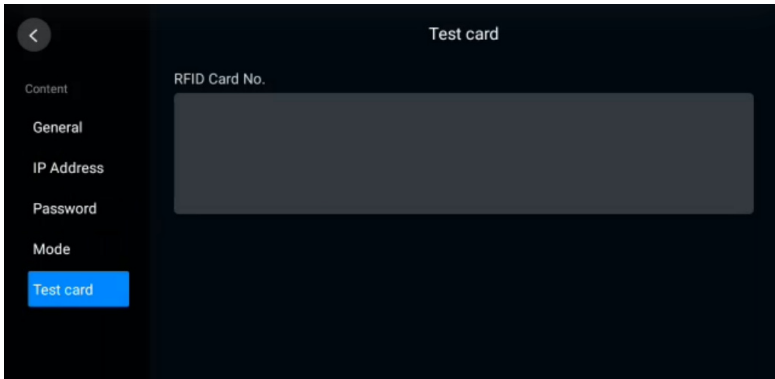 Test card
Content
General
IP Address
Password
Mode
Test card
RFID Card No.